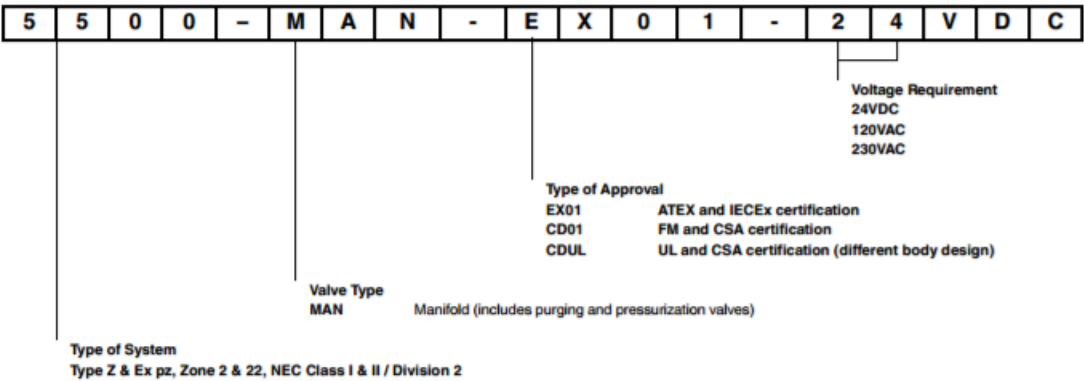 5500-MAN-EX01-24VDC
Voltage Requirement
24VDC
120VAC
230VAC
Type of Approval
EX01 ATEX and IECEx certification
CD01 FM and CSA certification
CDUL UL and CSA certification (different body design)
Valve Type
MAN Manifold (includes purging and pressurization valves)
Type of System
Type Z & Ex pz, Zone 2 & 22, NEC Class I & II / Division 2